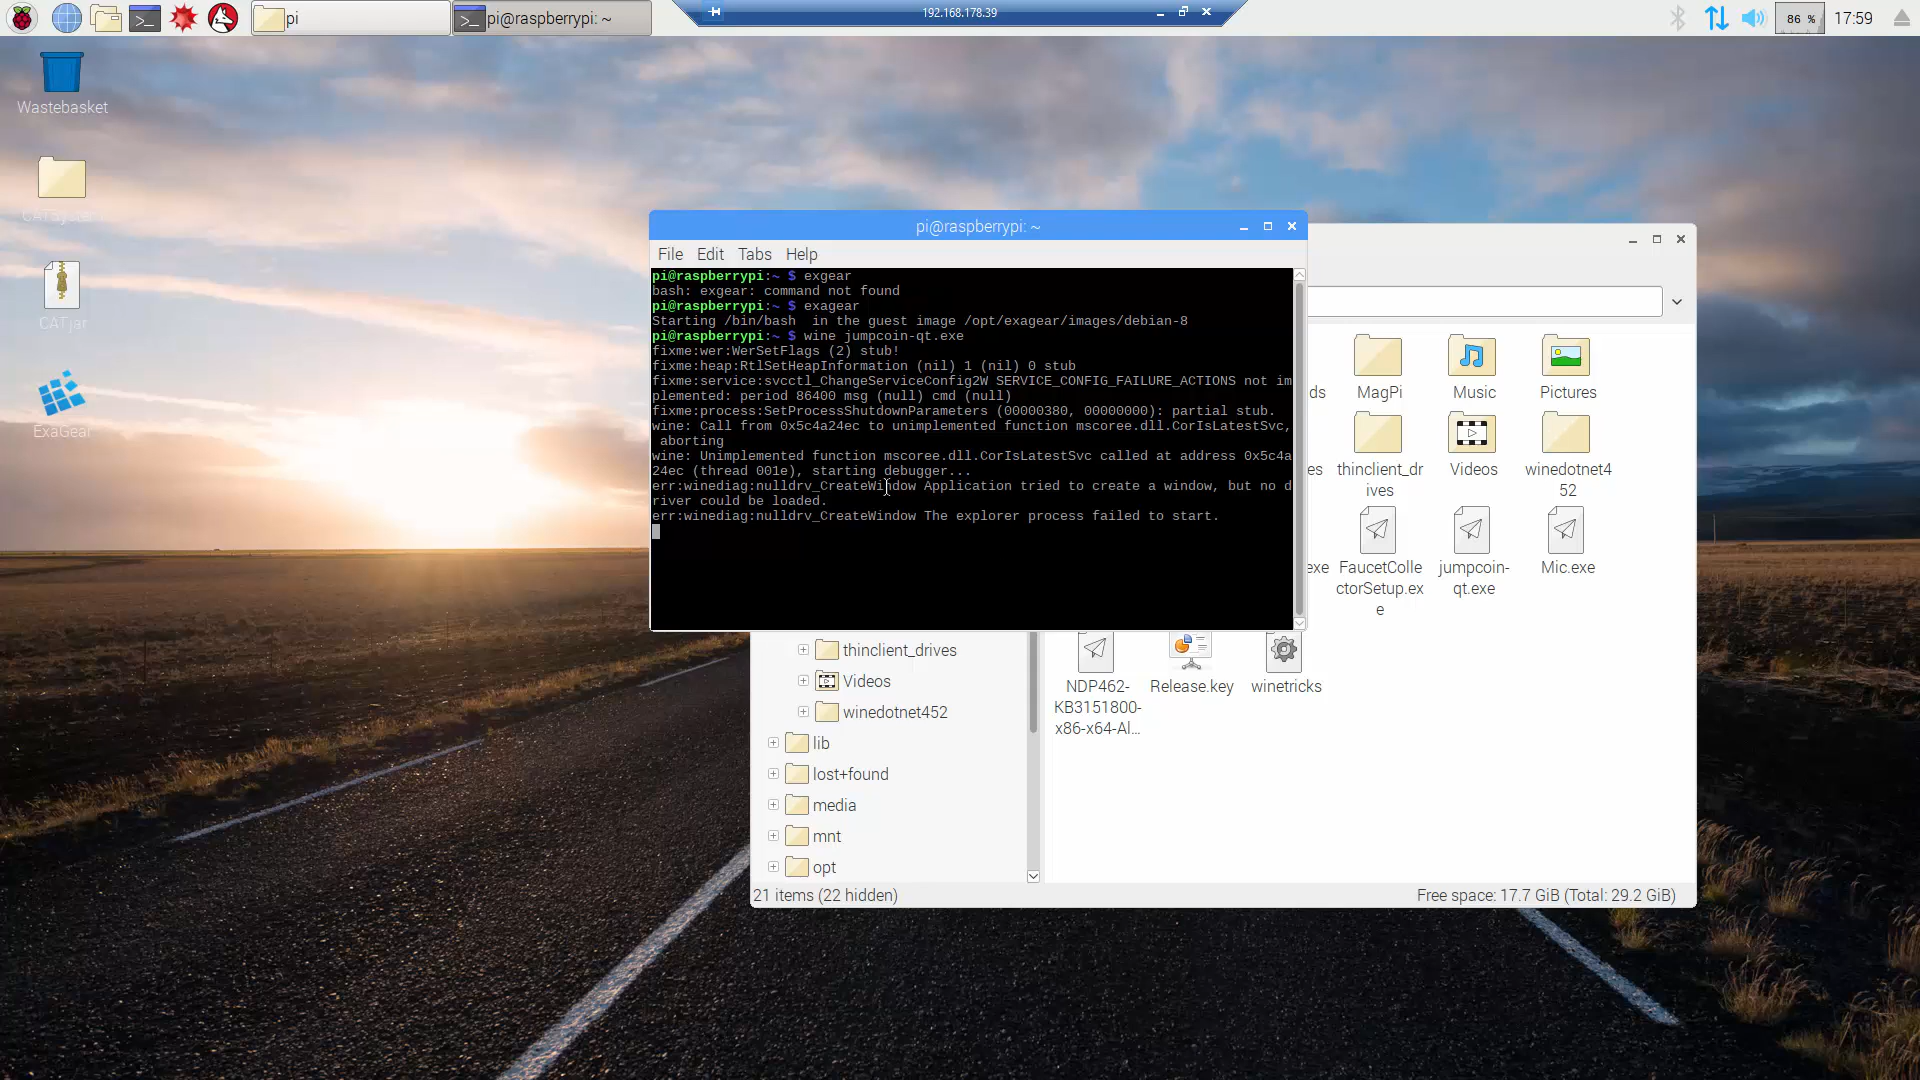 pi
pi@raspberrypi: ~
192.168.178.39
86 %
17:59
Wastebasket
CATSystem
CATjar
ExaGear
pi@raspberrypi: ~
File Edit Tabs Help
pi@raspberrypi:~ $ exgear
bash: exgear: command not found
pi@raspberrypi:~ $ exagear
Starting /bin/bash  in the guest image /opt/exagear/images/debian-8
pi@raspberrypi:~ $ wine jumpcoin-qt.exe
fixme:wer:WerSetFlags (2) stub!
fixme:heap:RtlSetHeapInformation (nil) 1 (nil) 0 stub
fixme:service:svcctl_ChangeServiceConfig2W SERVICE_CONFIG_FAILURE_ACTIONS not im
plemented: period 86400 msg (null) cmd (null)
fixme:process:SetProcessShutdownParameters (00000380, 00000000): partial stub.
wine: Call from 0x5c4a24ec to unimplemented function mscoree.dll.CorIsLatestSvc,
 aborting
wine: Unimplemented function mscoree.dll.CorIsLatestSvc called at address 0x5c4a
24ec (thread 001e), starting debugger...
err:winediag:nulldrv_CreateWindow Application tried to create a window, but no d
river could be loaded.
err:winediag:nulldrv_CreateWindow The explorer process failed to start.
ds
MagPi
Music
Pictures
es
thinclient_dr
ives
Videos
winedotnet4
52
exe
FaucetColle
ctorSetup.ex
e
jumpcoin-
qt.exe
Mic.exe
NDP462-
KB3151800-
x86-x64-Al...
Release.key
winetricks
thinclient_drives
Videos
winedotnet452
lib
lost+found
media
mnt
opt
21 items (22 hidden)
Free space: 17.7 GiB (Total: 29.2 GiB)